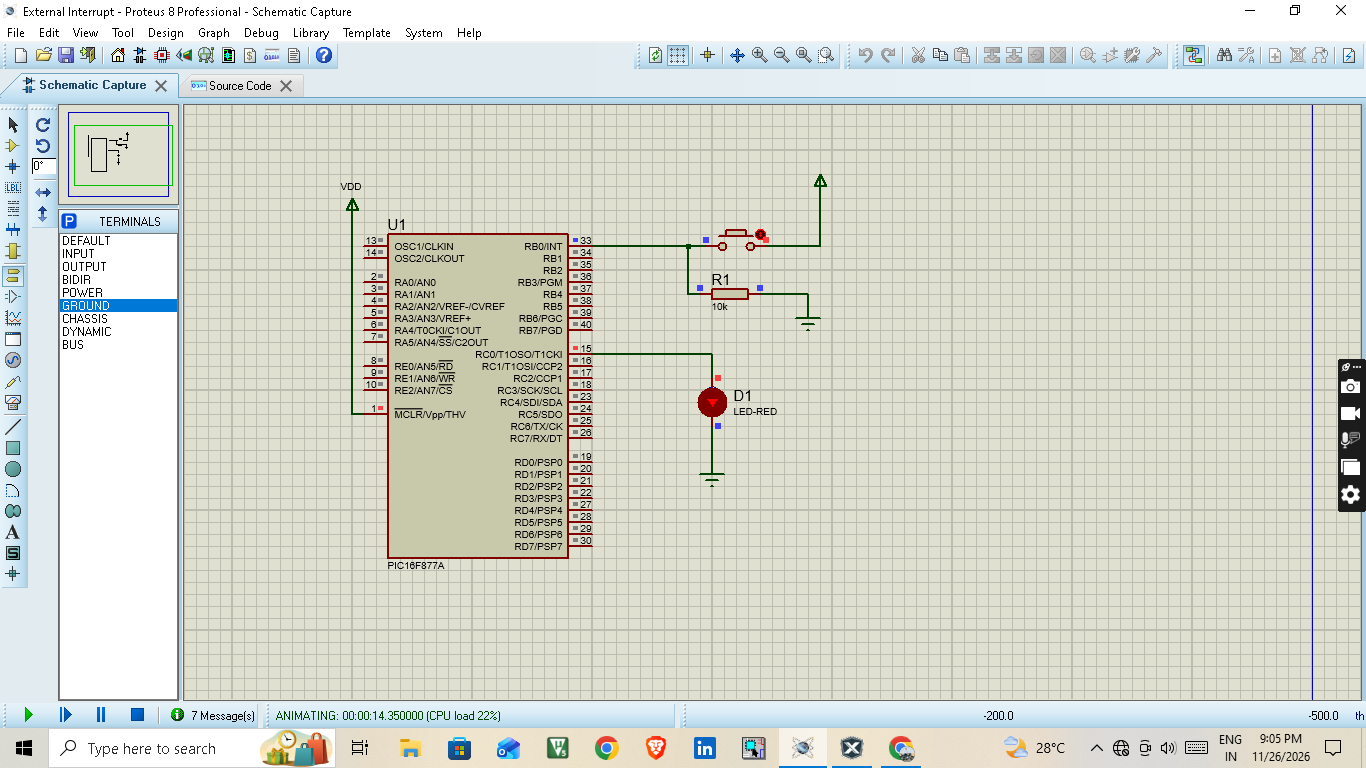 External Interrupt - Proteus 8 Professional - Schematic Capture
File Edit View Tool Design Graph Debug Library Template System Help
Schematic Capture
Source Code
0°
LBL
A
S
P TERMINALS
DEFAULT
INPUT
OUTPUT
BIDIR
POWER
GROUND
CHASSIS
DYNAMIC
BUS
VDD
U1
13 OSC1/CLKIN
14 OSC2/CLKOUT
2 RA0/AN0
3 RA1/AN1
4 RA2/AN2/VREF-/CVREF
5 RA3/AN3/VREF+
6 RA4/T0CKI/C1OUT
7 RA5/AN4/SS/C2OUT
8 RE0/AN5/RD
9 RE1/AN6/WR
10 RE2/AN7/CS
1 MCLR/Vpp/THV
RB0/INT 33
RB1 34
RB2 35
RB3/PGM 36
RB4 37
RB5 38
RB6/PGC 39
RB7/PGD 40
RC0/T1OSO/T1CKI 15
RC1/T1OSI/CCP2 16
RC2/CCP1 17
RC3/SCK/SCL 18
RC4/SDI/SDA 23
RC5/SDO 24
RC6/TX/CK 25
RC7/RX/DT 26
RD0/PSP0 19
RD1/PSP1 20
RD2/PSP2 21
RD3/PSP3 22
RD4/PSP4 27
RD5/PSP5 28
RD6/PSP6 29
RD7/PSP7 30
PIC16F877A
R1
10k
D1
LED-RED
7 Message(s)
ANIMATING: 00:00:14.350000 (CPU load 22%)
-200.0
-500.0
th
Type here to search
28°C
ENG
IN
9:05 PM
11/26/2026